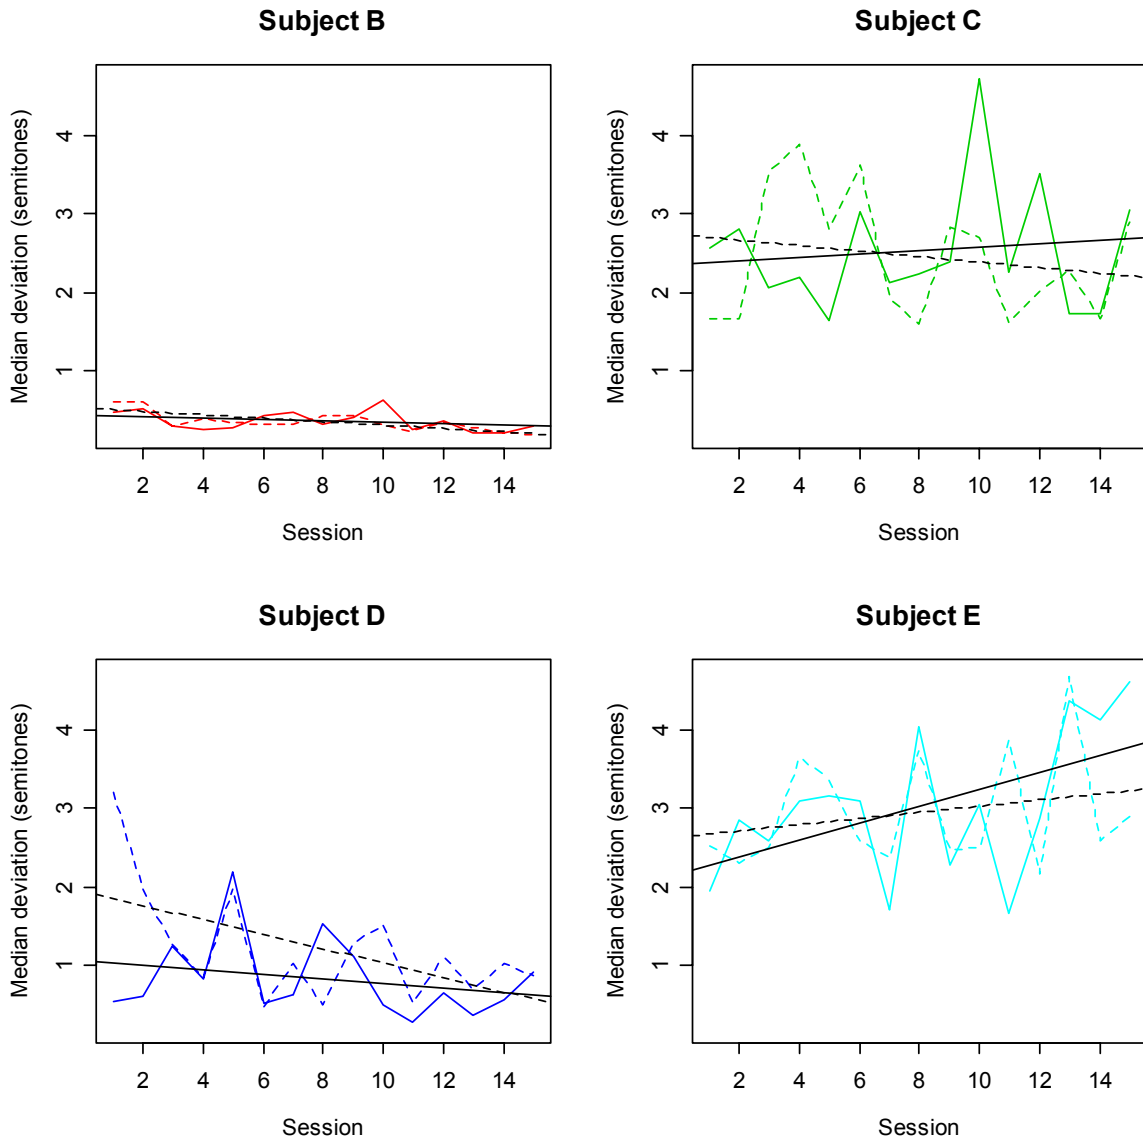 Subject B
Median deviation (semitones)
4
3
2
1
2 4 6 8 10 12 14
Session
Subject C
Median deviation (semitones)
4
3
2
1
2 4 6 8 10 12 14
Session
Subject D
Median deviation (semitones)
4
3
2
1
2 4 6 8 10 12 14
Session
Subject E
Median deviation (semitones)
4
3
2
1
2 4 6 8 10 12 14
Session